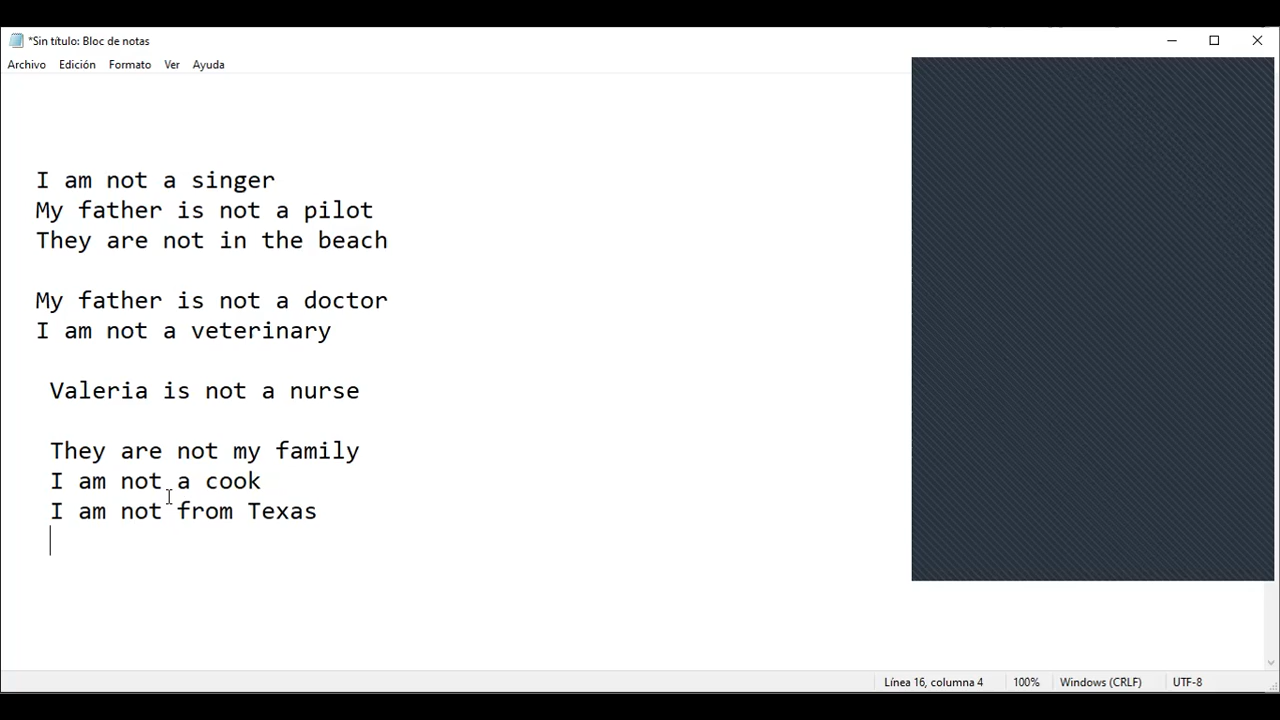 *Sin título: Bloc de notas
Archivo Edición Formato Ver Ayuda
I am not a singer
My father is not a pilot
They are not in the beach
My father is not a doctor
I am not a veterinary
Valeria is not a nurse
They are not my family
I am not a cook
I am not from Texas
Línea 16, columna 4 100% Windows (CRLF) UTF-8